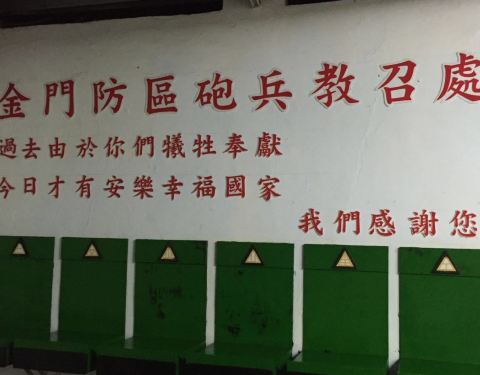 金門防區砲兵教召處
過去由於你們犧牲奉獻
今日才有安樂幸福國家
我們感謝您